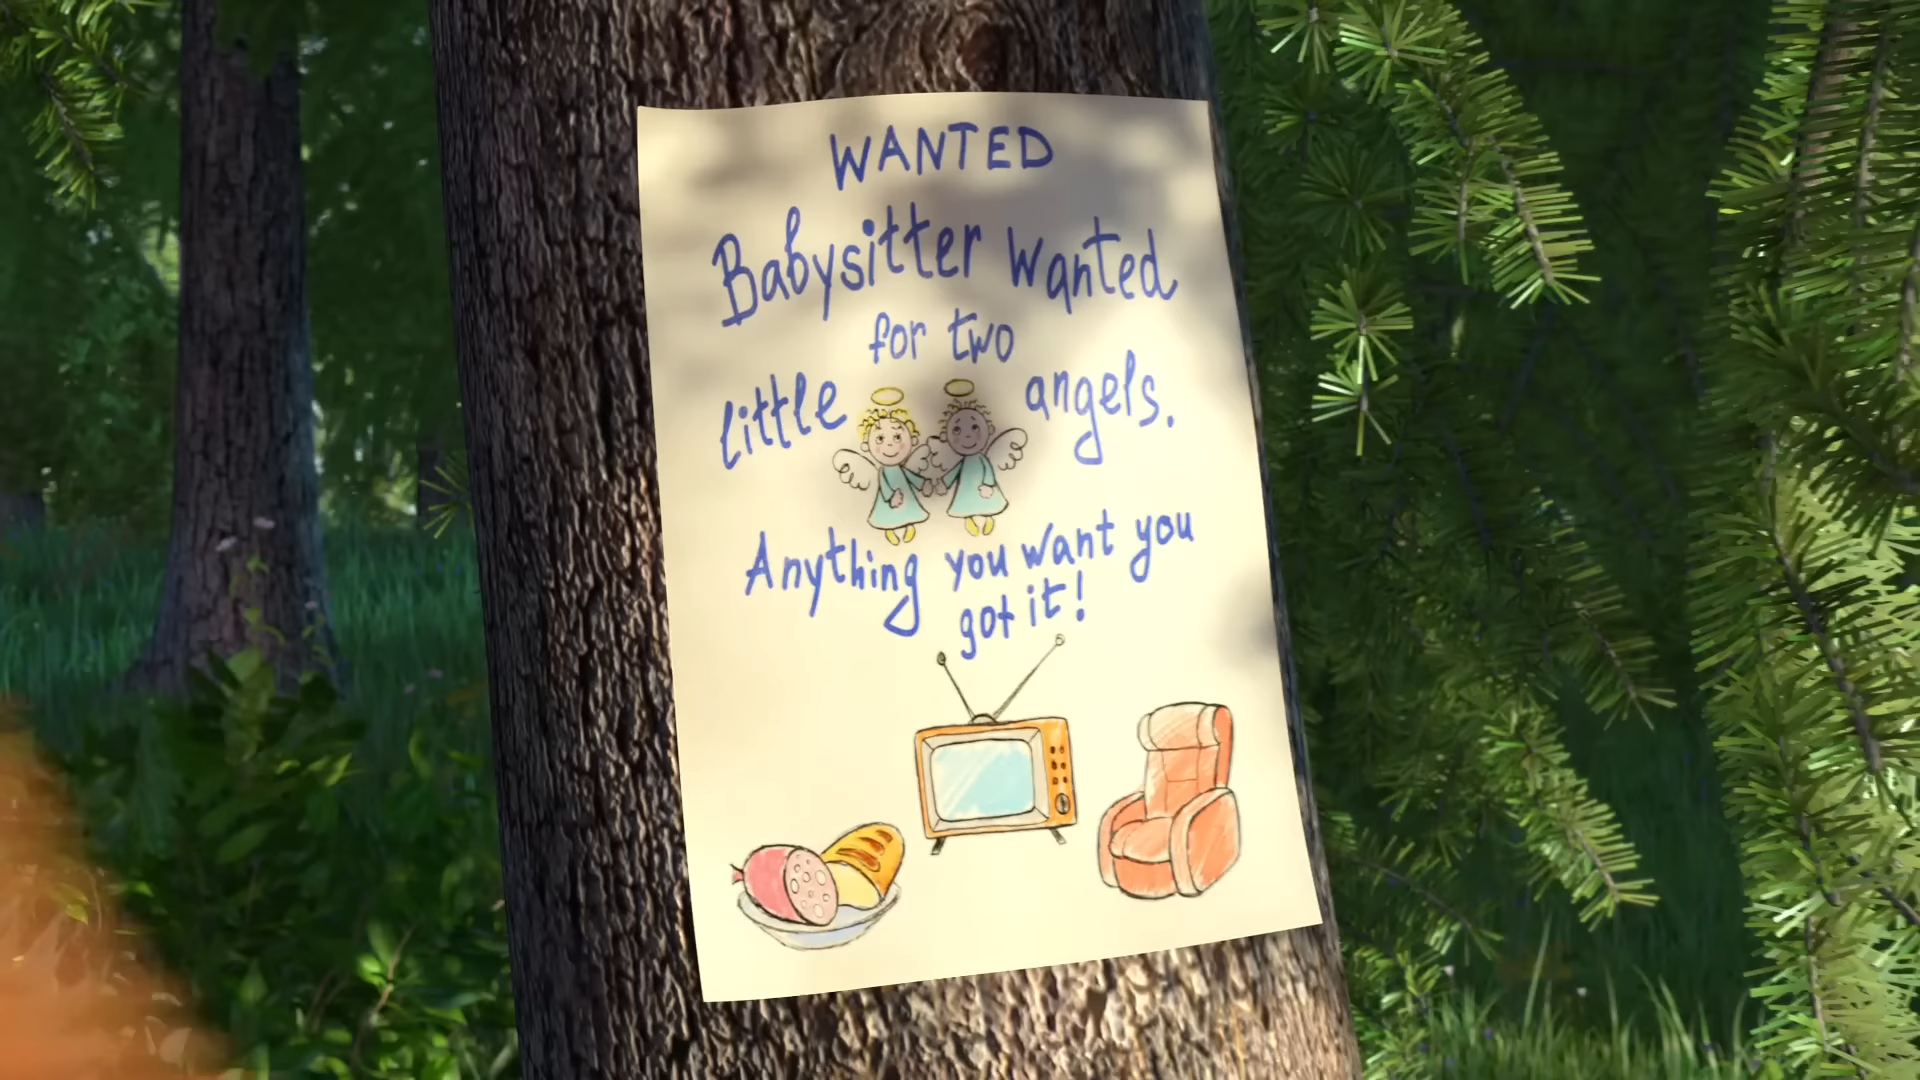 WANTED
Babysitter wanted
for two
little angels.
Anything you want you
got it!